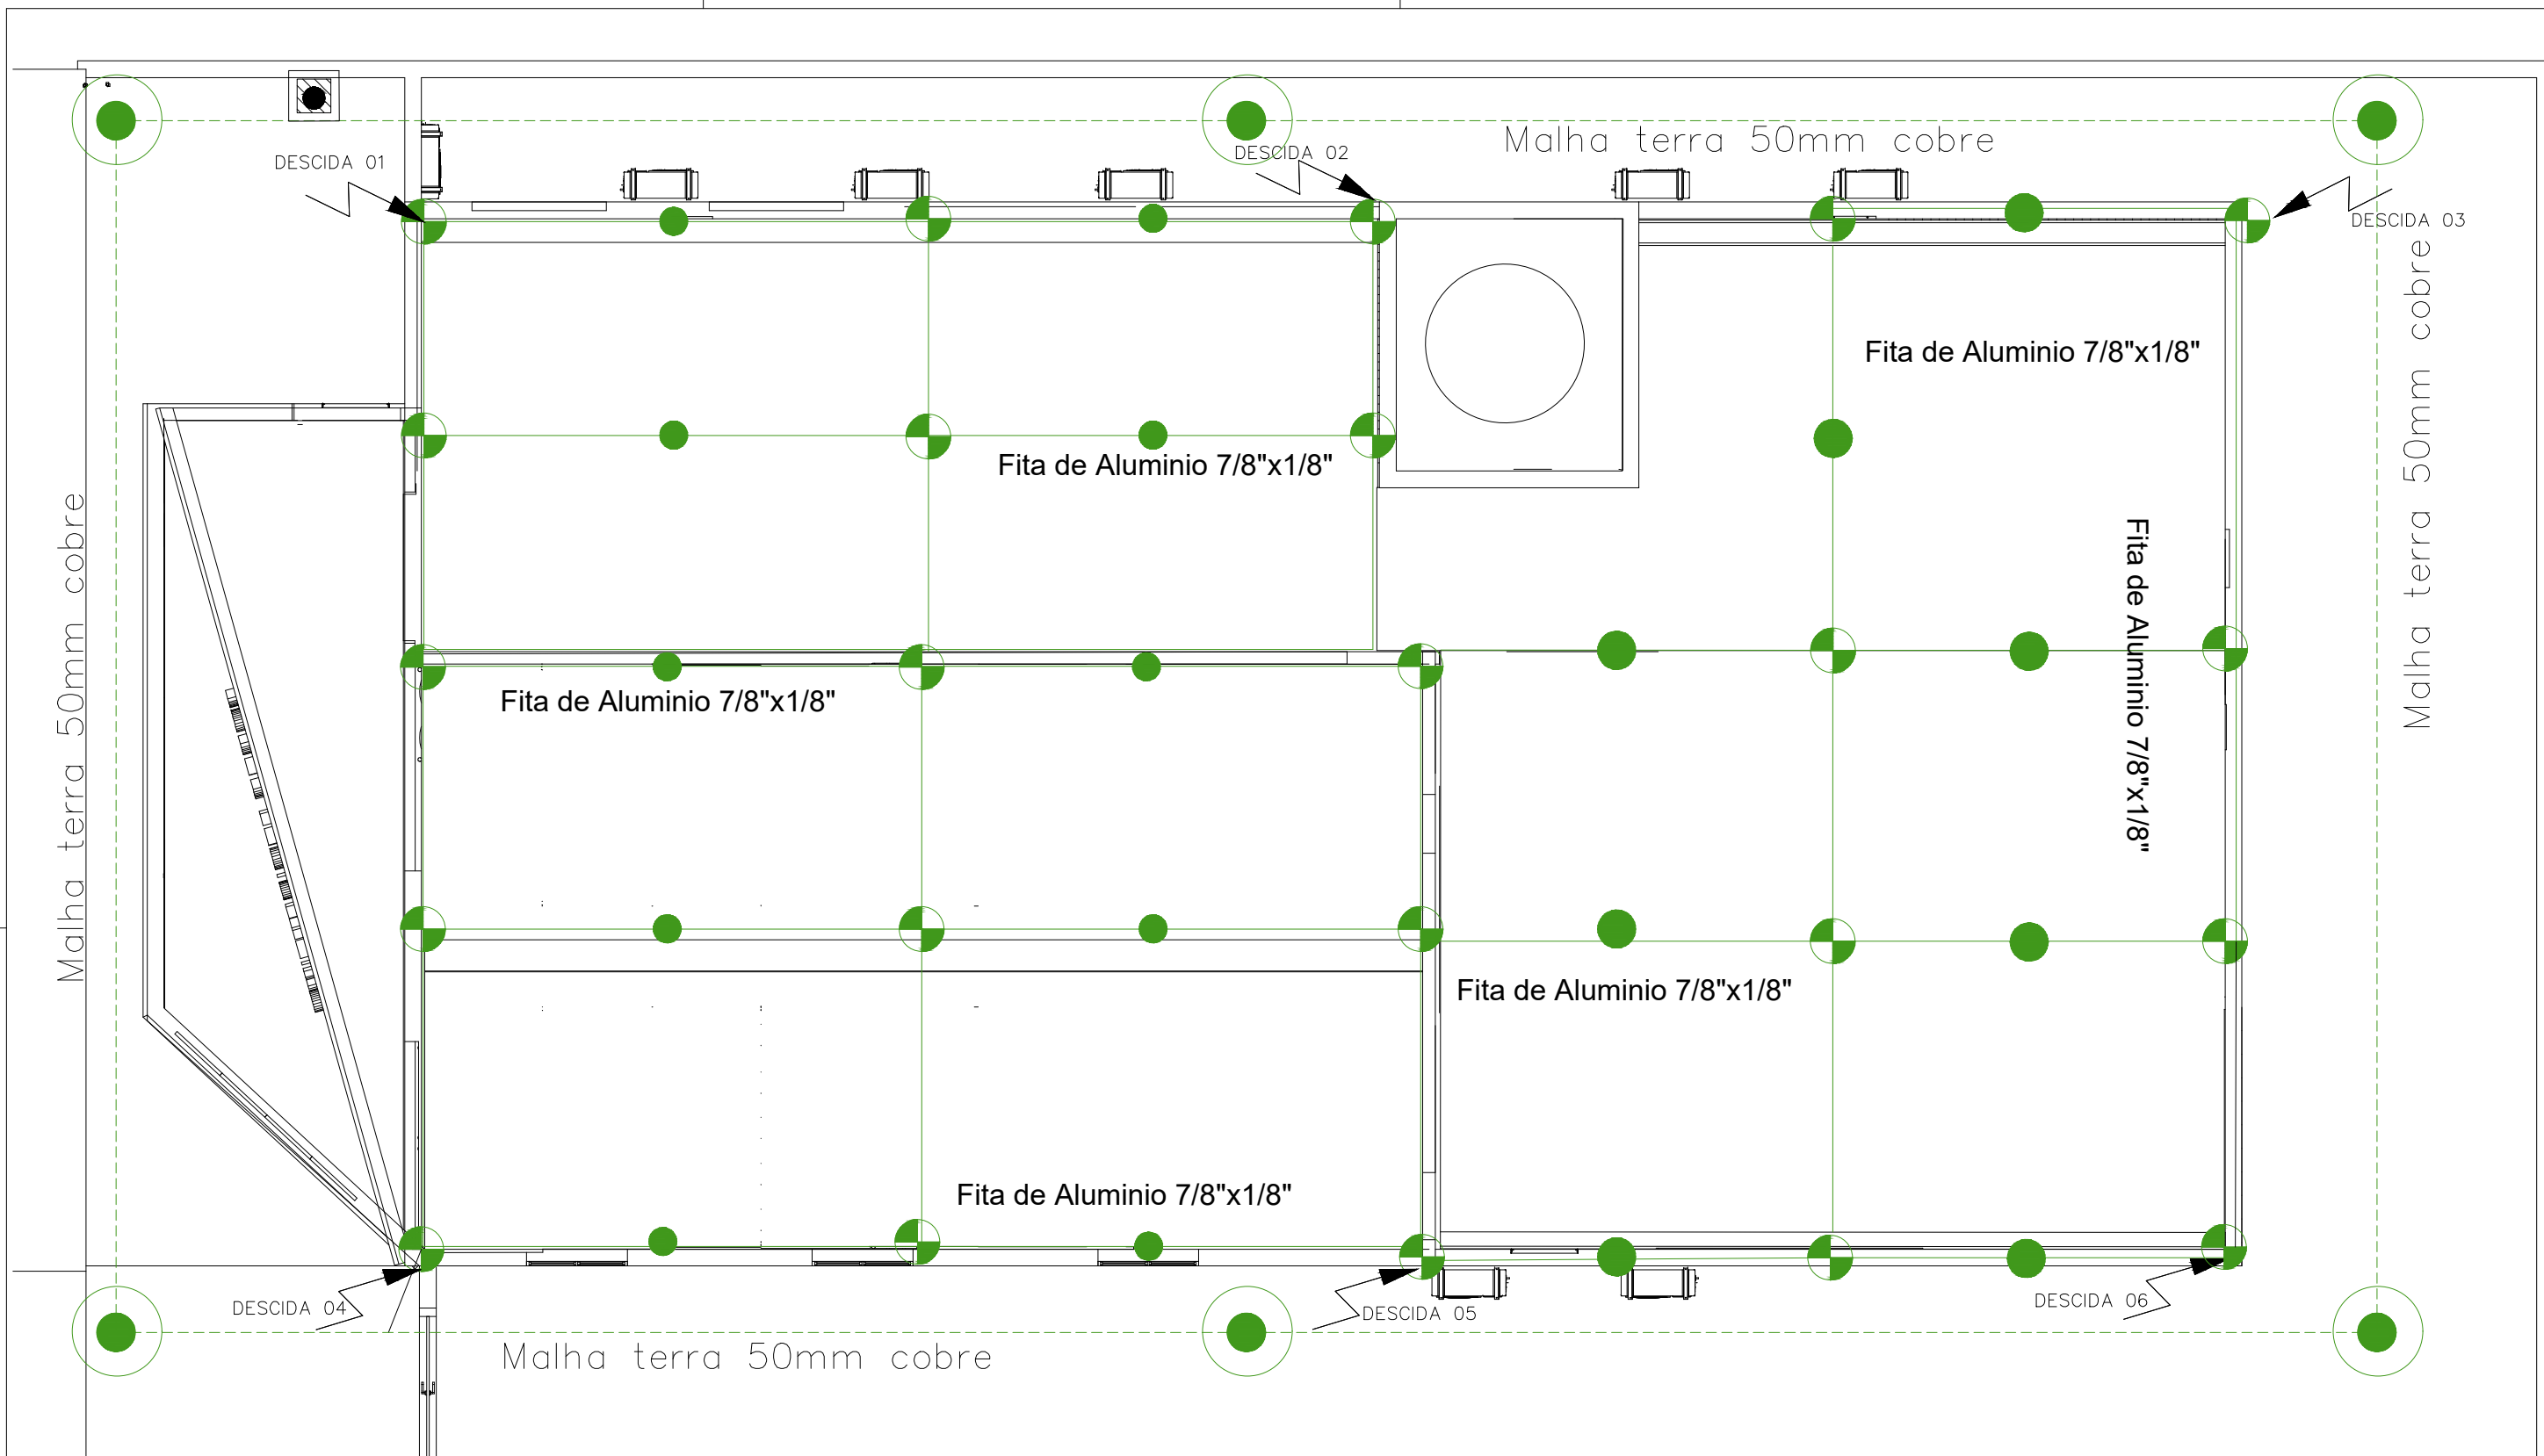 Malha terra 50mm cobre
DESCIDA 01
DESCIDA 02
DESCIDA 03
Malha terra 50mm cobre
Fita de Aluminio 7/8"x1/8"
Fita de Aluminio 7/8"x1/8"
Malha terra 50mm cobre
Fita de Aluminio 7/8"x1/8"
Fita de Aluminio 7/8"x1/8"
Fita de Aluminio 7/8"x1/8"
Fita de Aluminio 7/8"x1/8"
DESCIDA 04
DESCIDA 05
DESCIDA 06
Malha terra 50mm cobre